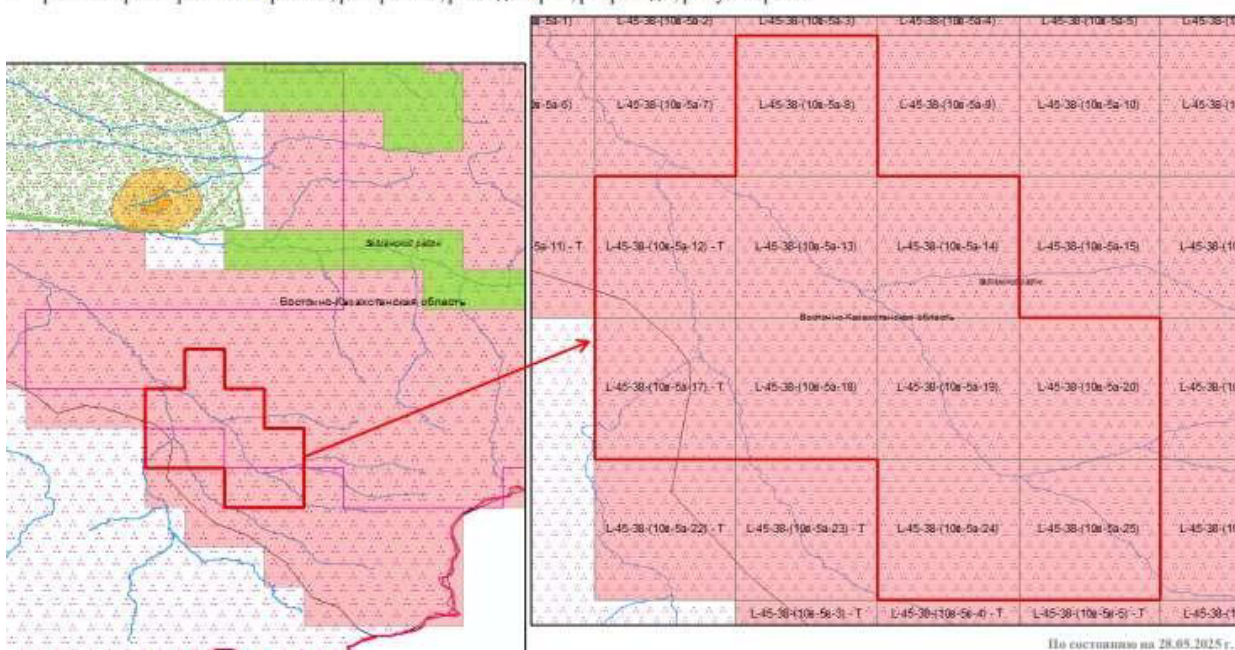 L-45-38-(10в-5а-2) L-45-38-(10в-5а-3) L-45-38-(10в-5а-4) L-45-38-(10в-5а-5)
L-45-38-(10в-5а-7) L-45-38-(10в-5а-8) L-45-38-(10в-5а-9) L-45-38-(10в-5а-10)
L-45-38-(10в-5а-12) - Т L-45-38-(10в-5а-13) L-45-38-(10в-5а-14) L-45-38-(10в-5а-15)
Восточно-Казахстанская область
L-45-38-(10в-5а-17) - Т L-45-38-(10в-5а-18) L-45-38-(10в-5а-19) L-45-38-(10в-5а-20)
L-45-38-(10в-5а-22) - Т L-45-38-(10в-5а-23) - Т L-45-38-(10в-5а-24) L-45-38-(10в-5а-25)
L-45-38-(10в-5в-3) - Т L-45-38-(10в-5в-4) - Т L-45-38-(10в-5в-5) - Т
Восточно-Казахстанская область
По состоянию на 28.05.2025 г.